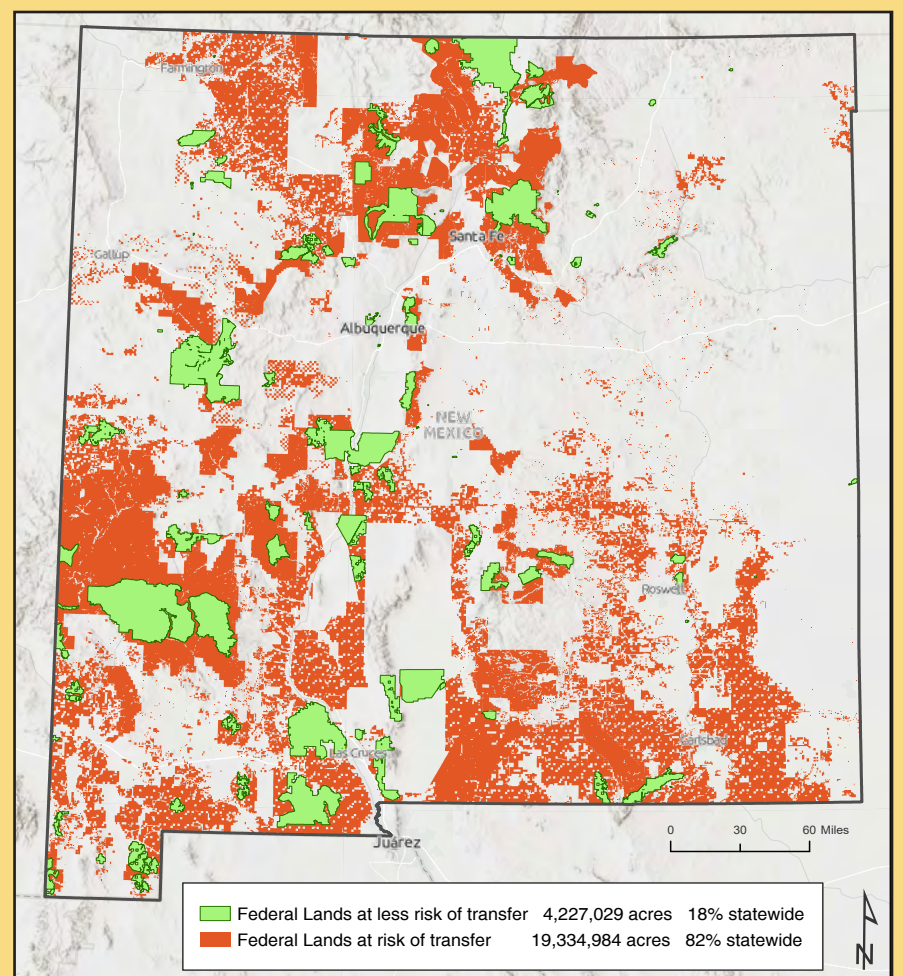 Farmington
Santa Fe
Gallup
Albuquerque
NEW
MEXICO
Roswell
Carlsbad
Las Cruces
0 30 60 Miles
Juárez
Federal Lands at less risk of transfer 4,227,029 acres 18% statewide
Federal Lands at risk of transfer 19,334,984 acres 82% statewide
N